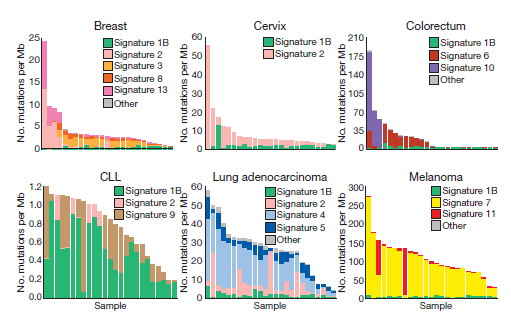 Breast
No. mutations per Mb
25
20
15
10
5
0
Signature 1B
Signature 2
Signature 3
Signature 8
Signature 13
Other
Cervix
No. mutations per Mb
60
50
40
30
20
10
0
Signature 1B
Signature 2
Colorectum
No. mutations per Mb
210
175
140
105
70
35
0
Signature 1B
Signature 6
Signature 10
Other
CLL
No. mutations per Mb
1.2
1.0
0.8
0.6
0.4
0.2
0.0
Signature 1B
Signature 2
Signature 9
Sample
Lung adenocarcinoma
No. mutations per Mb
60
50
40
30
20
10
0
Signature 1B
Signature 2
Signature 4
Signature 5
Other
Sample
Melanoma
No. mutations per Mb
300
250
200
150
100
50
0
Signature 1B
Signature 7
Signature 11
Other
Sample